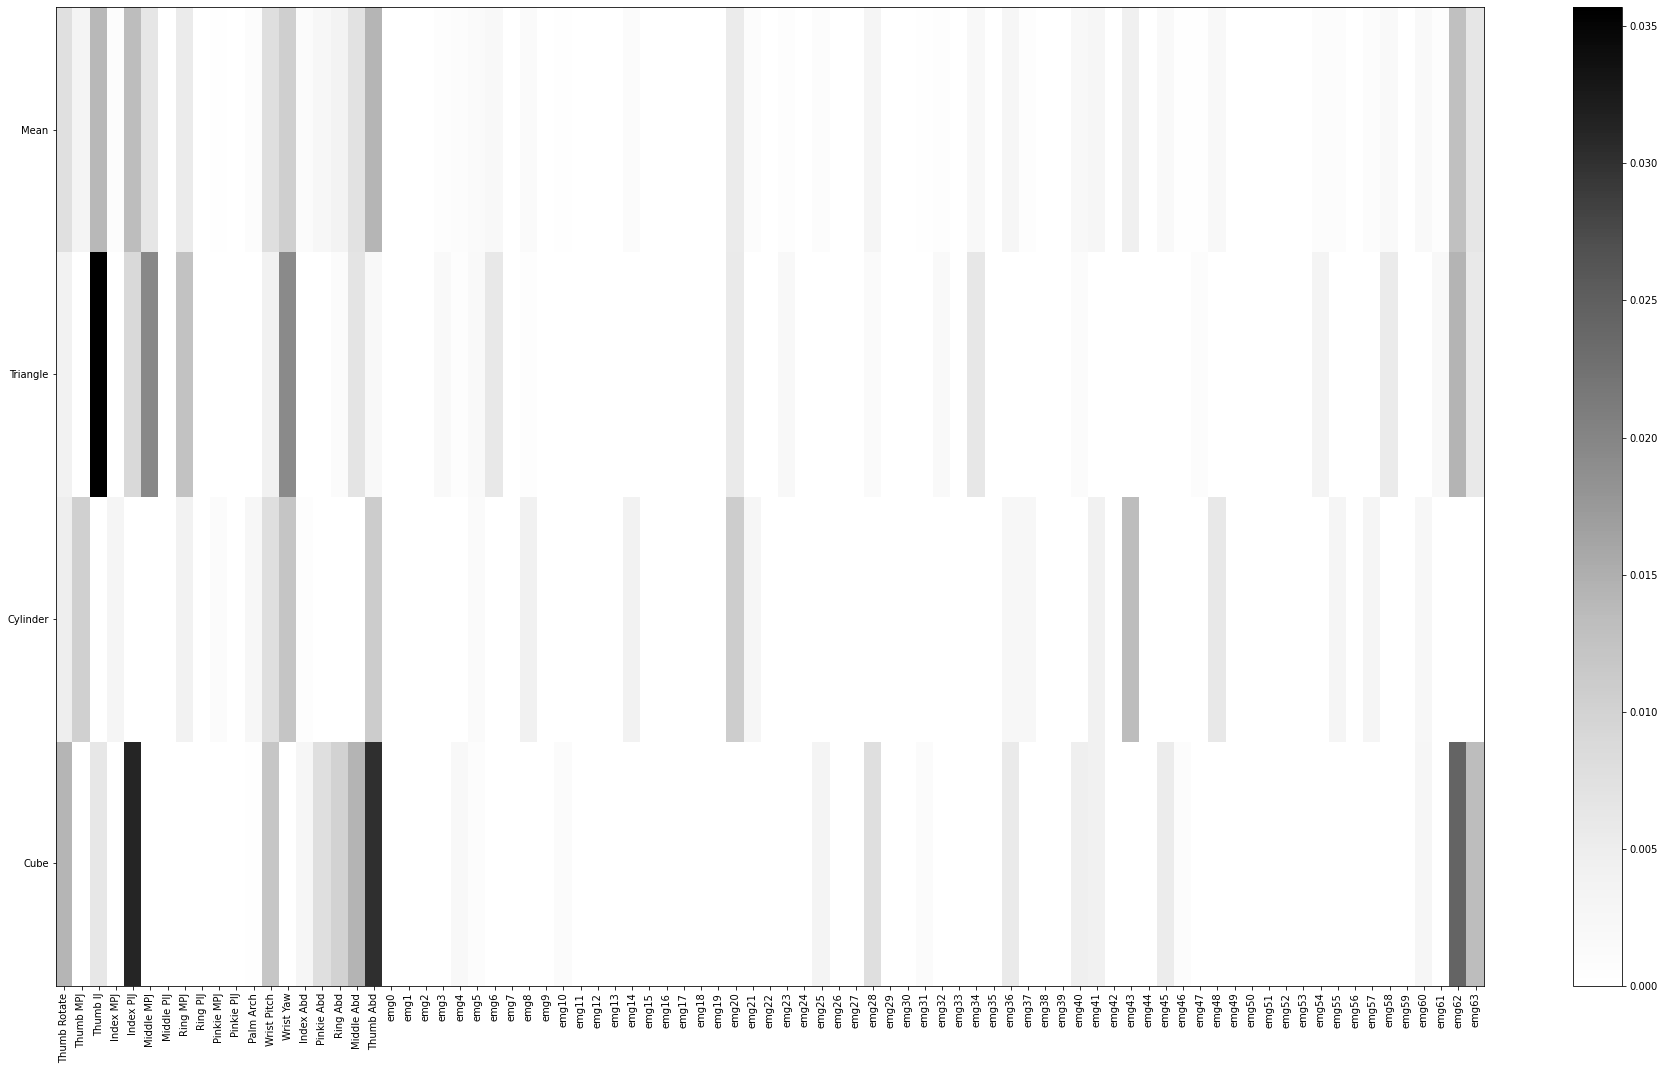 Mean
Triangle
Cylinder
Cube
Thumb Rotate
Thumb MPJ
Thumb IJ
Index MPJ
Index PIJ
Middle MPJ
Middle PIJ
Ring MPJ
Ring PIJ
Pinkie MPJ
Pinkie PIJ
Palm Arch
Wrist Pitch
Wrist Yaw
Index Abd
Pinkie Abd
Ring Abd
Middle Abd
Thumb Abd
emg0
emg1
emg2
emg3
emg4
emg5
emg6
emg7
emg8
emg9
emg10
emg11
emg12
emg13
emg14
emg15
emg16
emg17
emg18
emg19
emg20
emg21
emg22
emg23
emg24
emg25
emg26
emg27
emg28
emg29
emg30
emg31
emg32
emg33
emg34
emg35
emg36
emg37
emg38
emg39
emg40
emg41
emg42
emg43
emg44
emg45
emg46
emg47
emg48
emg49
emg50
emg51
emg52
emg53
emg54
emg55
emg56
emg57
emg58
emg59
emg60
emg61
emg62
emg63
0.035
0.030
0.025
0.020
0.015
0.010
0.005
0.000